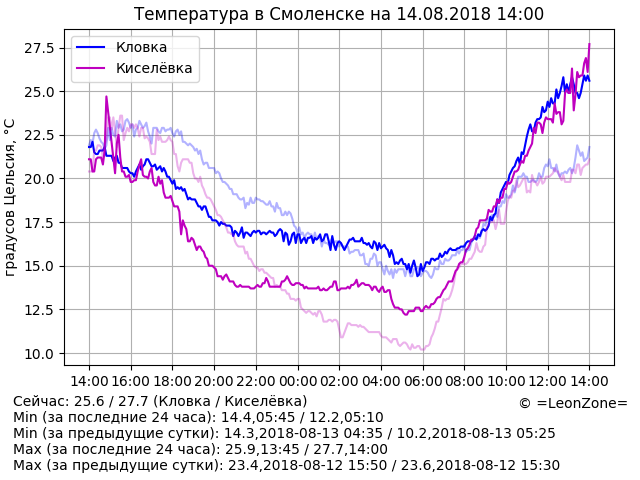 Температура в Смоленске на 14.08.2018 14:00
Кловка
Киселёвка
градусов Цельсия, °C
27.5
25.0
22.5
20.0
17.5
15.0
12.5
10.0
14:00 16:00 18:00 20:00 22:00 00:00 02:00 04:00 06:00 08:00 10:00 12:00 14:00
Сейчас: 25.6 / 27.7 (Кловка / Киселёвка)
© =LeonZone=
Min (за последние 24 часа): 14.4,05:45 / 12.2,05:10
Min (за предыдущие сутки): 14.3,2018-08-13 04:35 / 10.2,2018-08-13 05:25
Max (за последние 24 часа): 25.9,13:45 / 27.7,14:00
Max (за предыдущие сутки): 23.4,2018-08-12 15:50 / 23.6,2018-08-12 15:30